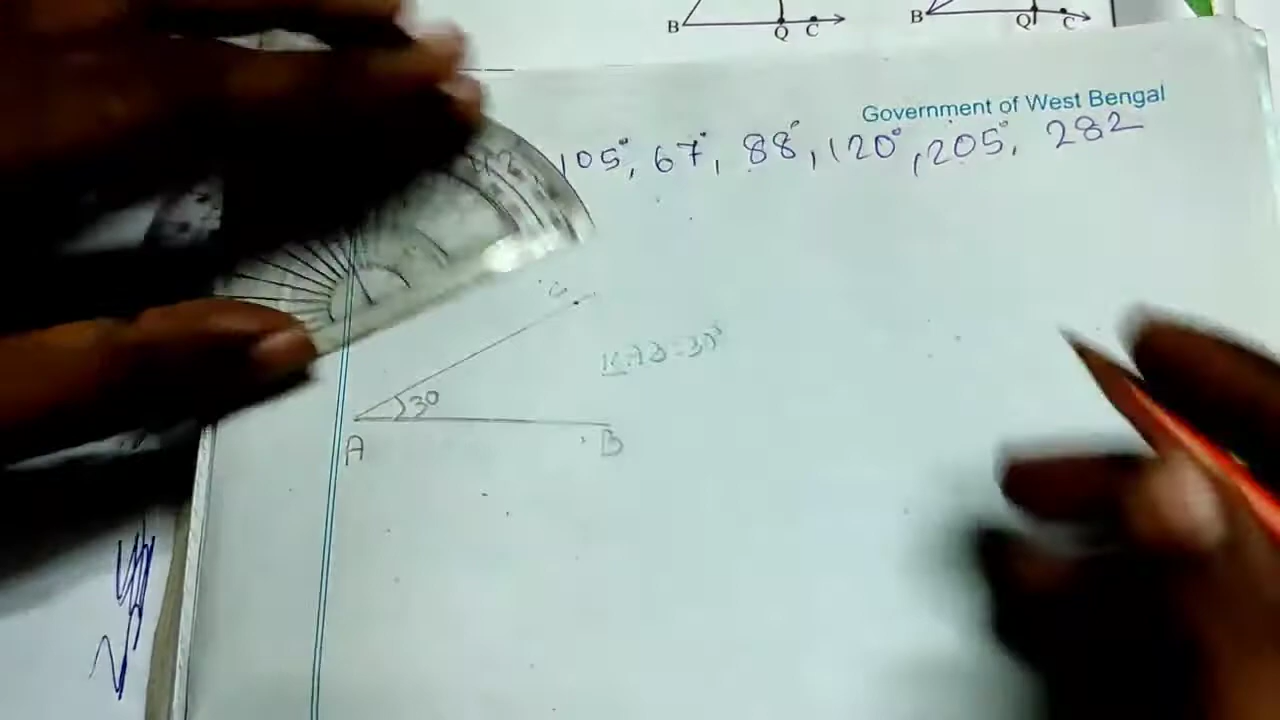 B Q C
B Q C
Government of West Bengal
105°, 67°, 88°, 120°, 205°, 282
30
A B